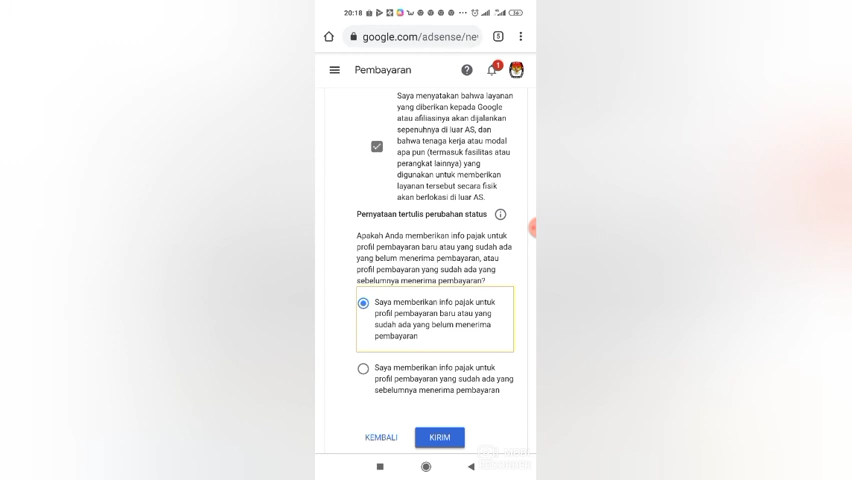 20:18
google.com/adsense/nev
5
Pembayaran
1
Saya menyatakan bahwa layanan
yang diberikan kepada Google
atau afiliasinya akan dijalankan
sepenuhnya di luar AS, dan
bahwa tenaga kerja atau modal
apa pun (termasuk fasilitas atau
perangkat lainnya) yang
digunakan untuk memberikan
layanan tersebut secara fisik
akan berlokasi di luar AS.
Pernyataan tertulis perubahan status
Apakah Anda memberikan info pajak untuk
profil pembayaran baru atau yang sudah ada
yang belum menerima pembayaran, atau
profil pembayaran yang sudah ada yang
sebelumnya menerima pembayaran?
Saya memberikan info pajak untuk
profil pembayaran baru atau yang
sudah ada yang belum menerima
pembayaran
Saya memberikan info pajak untuk
profil pembayaran yang sudah ada yang
sebelumnya menerima pembayaran
KEMBALI
KIRIM